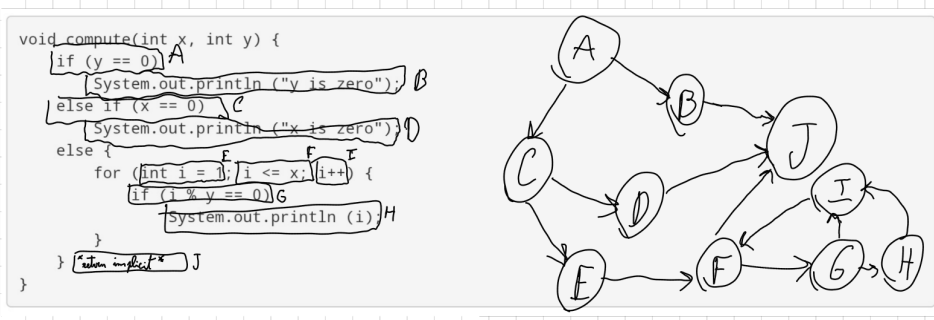 void compute(int x, int y) {
if (y == 0) A
System.out.println ("y is zero"); B
else if (x == 0) C
System.out.println ("x is zero"); D
else {
E F I
for (int i = 1; i <= x; i++) {
if (i % y == 0) G
System.out.println (i); H
}
} *return implicit* J
}
A
B
J
C
I
D
E
F
G
H